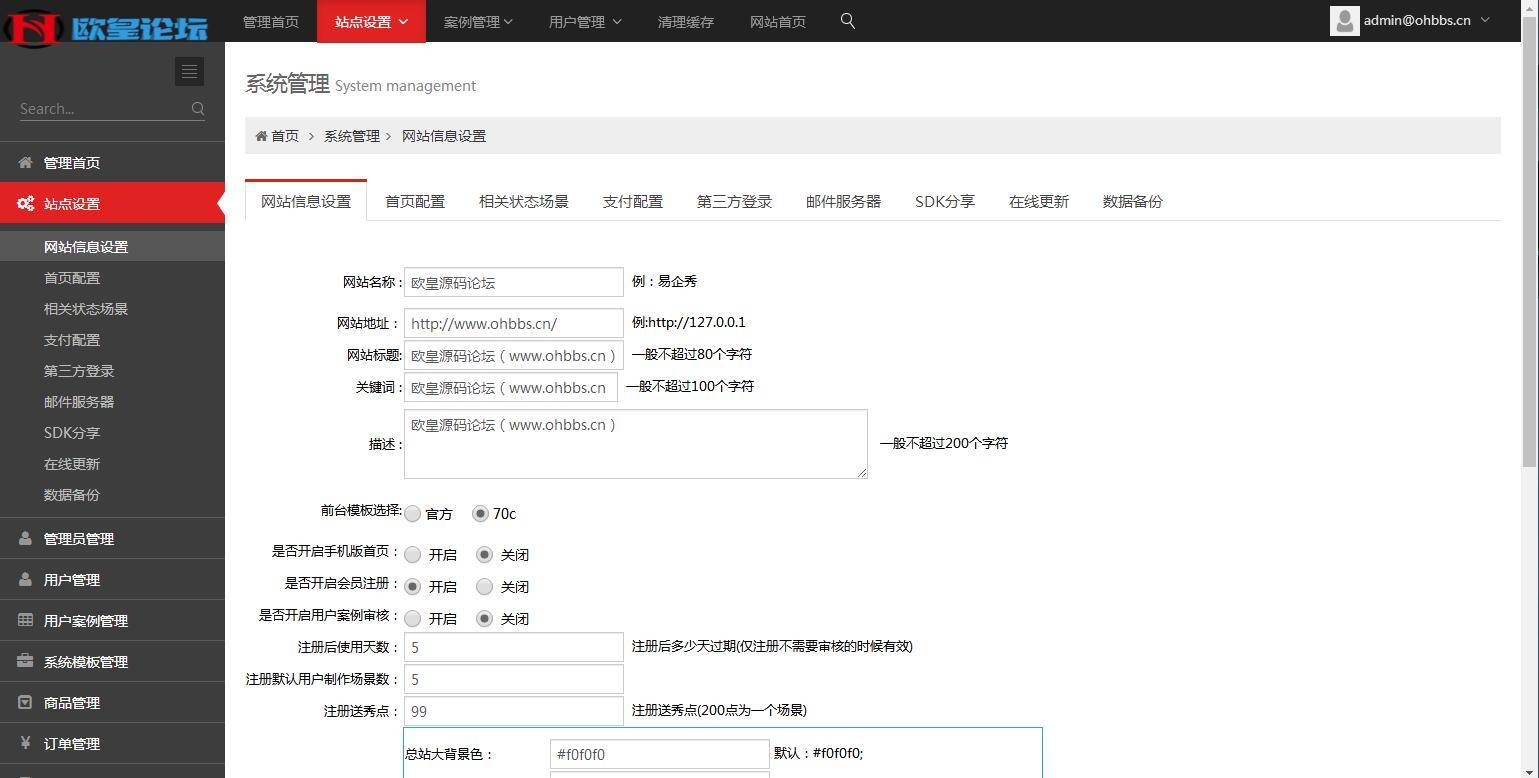 欧皇论坛
管理首页 站点设置 案例管理 用户管理 清理缓存 网站首页 admin@ohbbs.cn
Search...
管理首页
站点设置
网站信息设置
首页配置
相关状态场景
支付配置
第三方登录
邮件服务器
SDK分享
在线更新
数据备份
管理员管理
用户管理
用户案例管理
系统模板管理
商品管理
¥ 订单管理
系统管理 System management
首页 > 系统管理 > 网站信息设置
网站信息设置 首页配置 相关状态场景 支付配置 第三方登录 邮件服务器 SDK分享 在线更新 数据备份
网站名称 : 欧皇源码论坛 例：易企秀
网站地址： http://www.ohbbs.cn/ 例:http://127.0.0.1
网站标题: 欧皇源码论坛（www.ohbbs.cn） 一般不超过80个字符
关键词 : 欧皇源码论坛（www.ohbbs.cn 一般不超过100个字符
描述 : 欧皇源码论坛（www.ohbbs.cn） 一般不超过200个字符
前台模板选择: 官方 70c
是否开启手机版首页： 开启 关闭
是否开启会员注册： 开启 关闭
是否开启用户案例审核： 开启 关闭
注册后使用天数： 5 注册后多少天过期(仅注册不需要审核的时候有效)
注册默认用户制作场景数： 5
注册送秀点： 99 注册送秀点(200点为一个场景)
总站大背景色： #f0f0f0 默认：#f0f0f0;